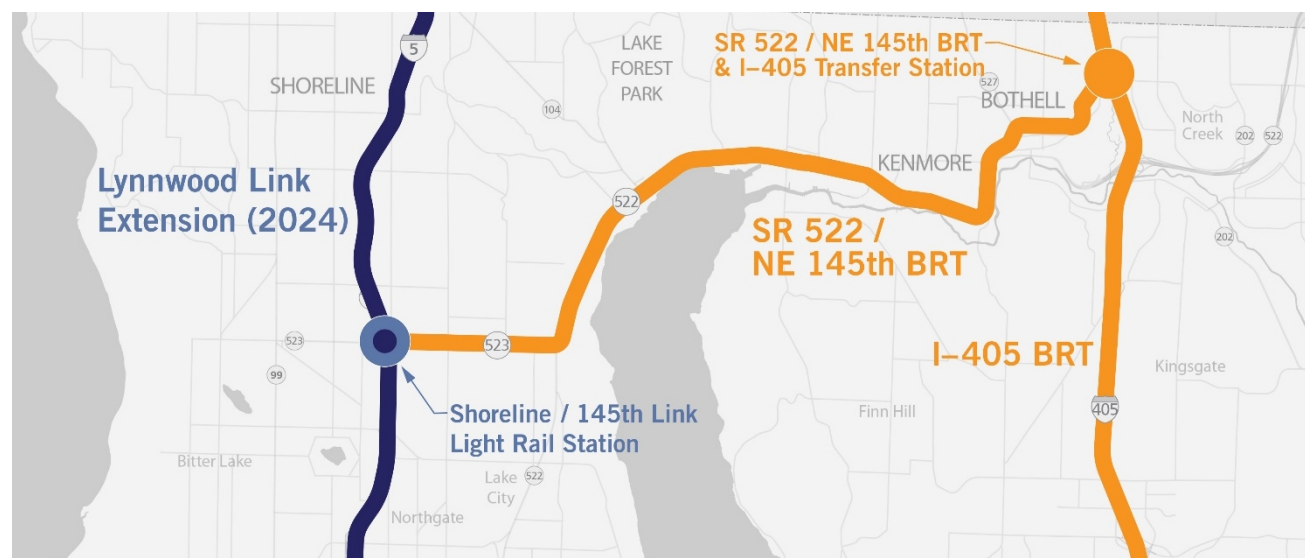 5
LAKE
FOREST
PARK
SHORELINE
104
SR 522 / NE 145th BRT
& I–405 Transfer Station
527
BOTHELL
North
Creek
202
522
KENMORE
Lynnwood Link
Extension (2024)
522
SR 522 /
NE 145th BRT
202
523
523
99
I–405 BRT
Kingsgate
Shoreline / 145th Link
Light Rail Station
Finn Hill
405
Bitter Lake
Lake
City
522
Northgate